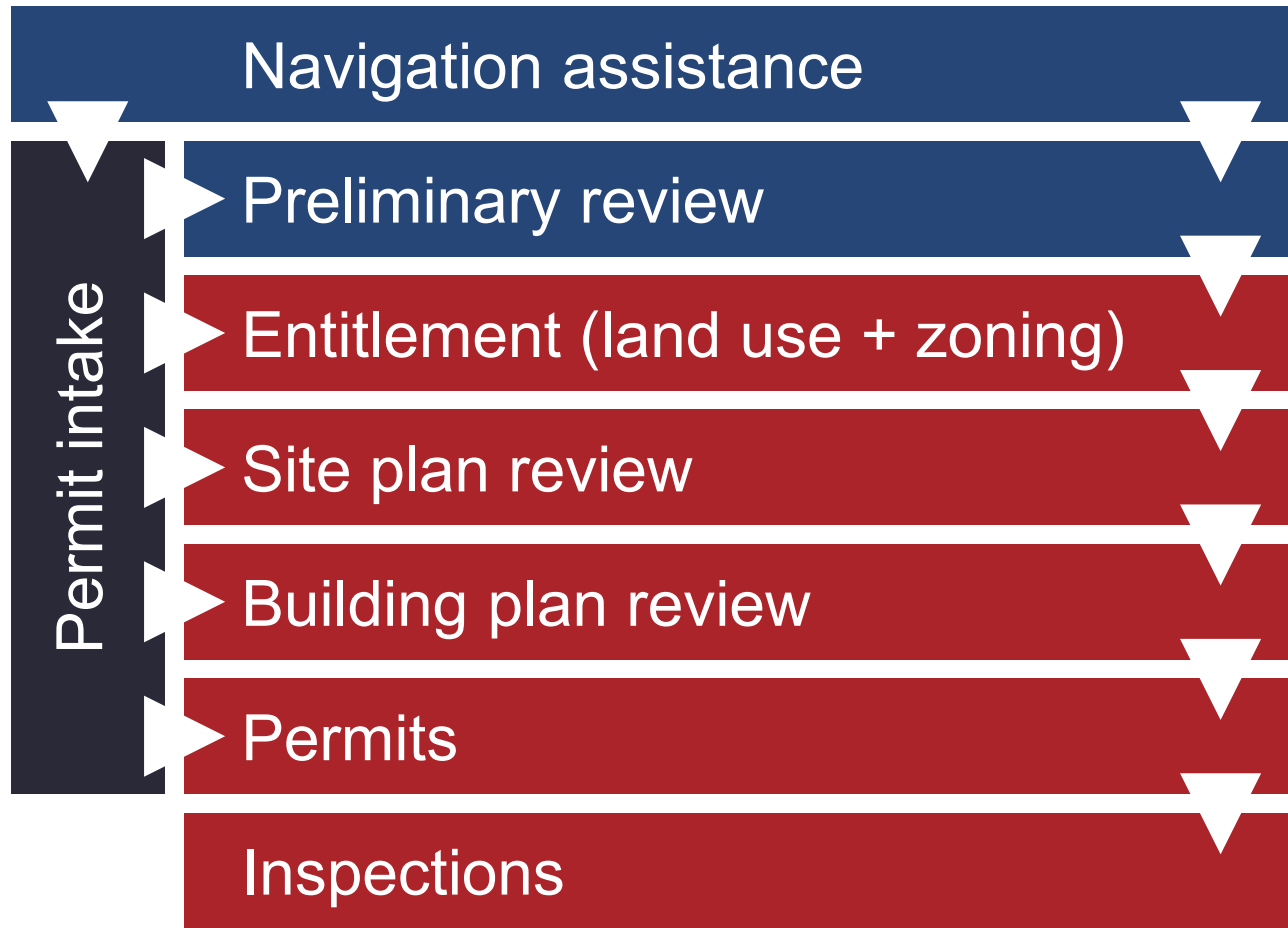 Navigation assistance
Permit intake
Preliminary review
Entitlement (land use + zoning)
Site plan review
Building plan review
Permits
Inspections